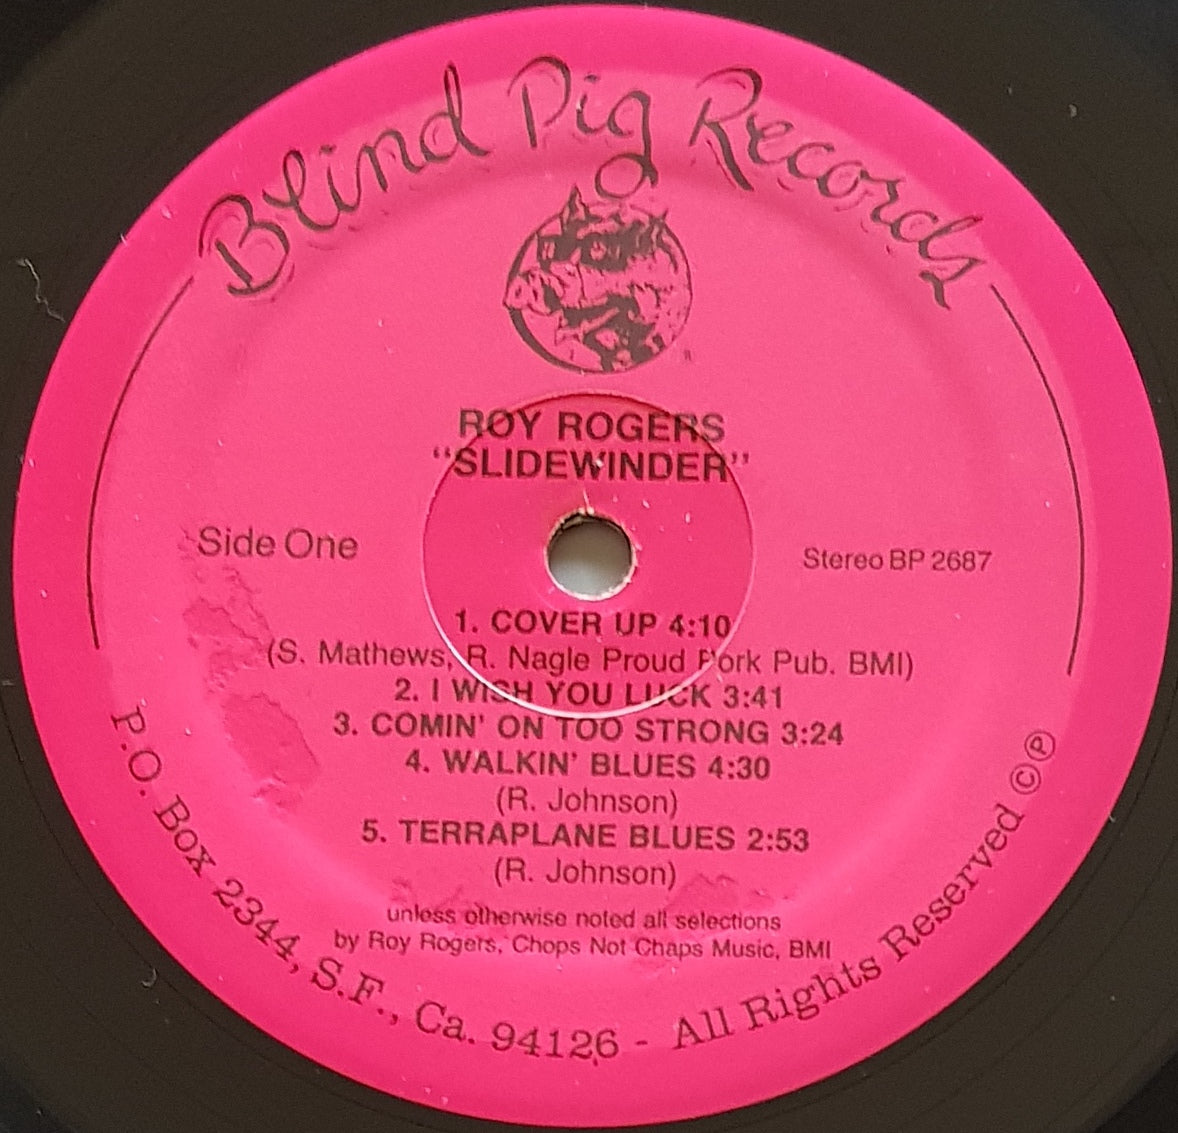 Blind Pig Records
ROY ROGERS
"SLIDEWINDER"
Side One
Stereo BP 2687
1. COVER UP 4:10
(S. Mathews, R. Nagle Proud Pork Pub. BMI)
2. I WISH YOU LUCK 3:41
3. COMIN' ON TOO STRONG 3:24
4. WALKIN' BLUES 4:30
(R. Johnson)
5. TERRAPLANE BLUES 2:53
(R. Johnson)
unless otherwise noted all selections
by Roy Rogers, Chops Not Chaps Music, BMI
P.O. Box 2344, S.F., Ca. 94126 - All Rights Reserved ©℗